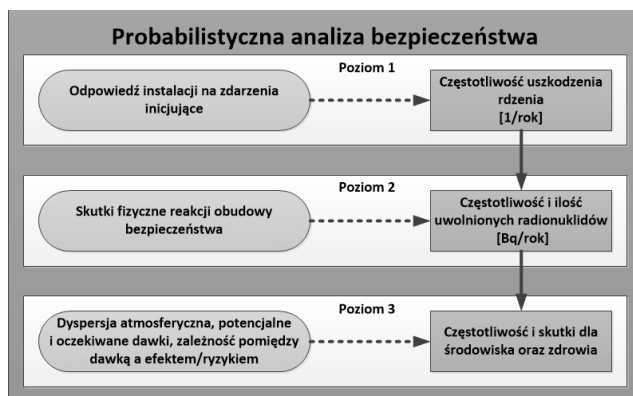 Probabilistyczna analiza bezpieczeństwa
Poziom 1
Odpowiedź instalacji na zdarzenia
inicjujące
Częstotliwość uszkodzenia
rdzenia
[1/rok]
Poziom 2
Skutki fizyczne reakcji obudowy
bezpieczeństwa
Częstotliwość i ilość
uwolnionych radionuklidów
[Bq/rok]
Poziom 3
Dyspersja atmosferyczna, potencjalne
i oczekiwane dawki, zależność pomiędzy
dawką a efektem/ryzykiem
Częstotliwość i skutki dla
środowiska oraz zdrowia